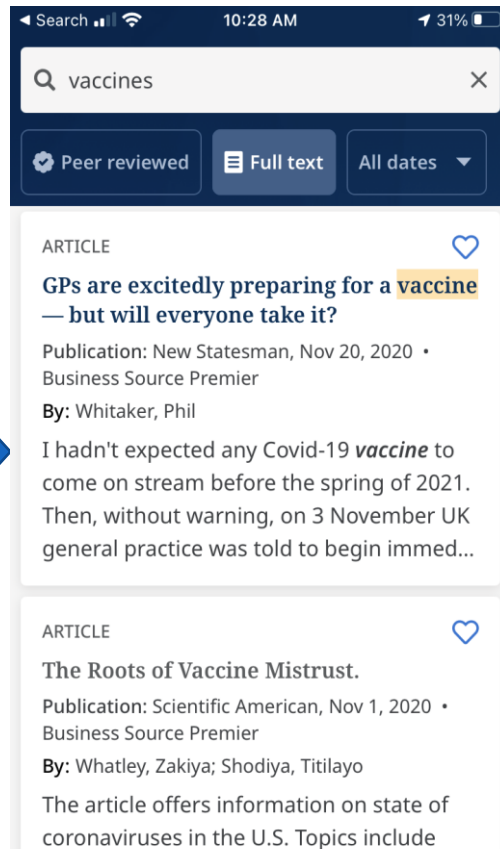 Search 10:28 AM 31%
vaccines
Peer reviewed Full text All dates
ARTICLE
GPs are excitedly preparing for a vaccine
— but will everyone take it?
Publication: New Statesman, Nov 20, 2020 •
Business Source Premier
By: Whitaker, Phil
I hadn't expected any Covid-19 vaccine to
come on stream before the spring of 2021.
Then, without warning, on 3 November UK
general practice was told to begin immed...
ARTICLE
The Roots of Vaccine Mistrust.
Publication: Scientific American, Nov 1, 2020 •
Business Source Premier
By: Whatley, Zakiya; Shodiya, Titilayo
The article offers information on state of
coronaviruses in the U.S. Topics include